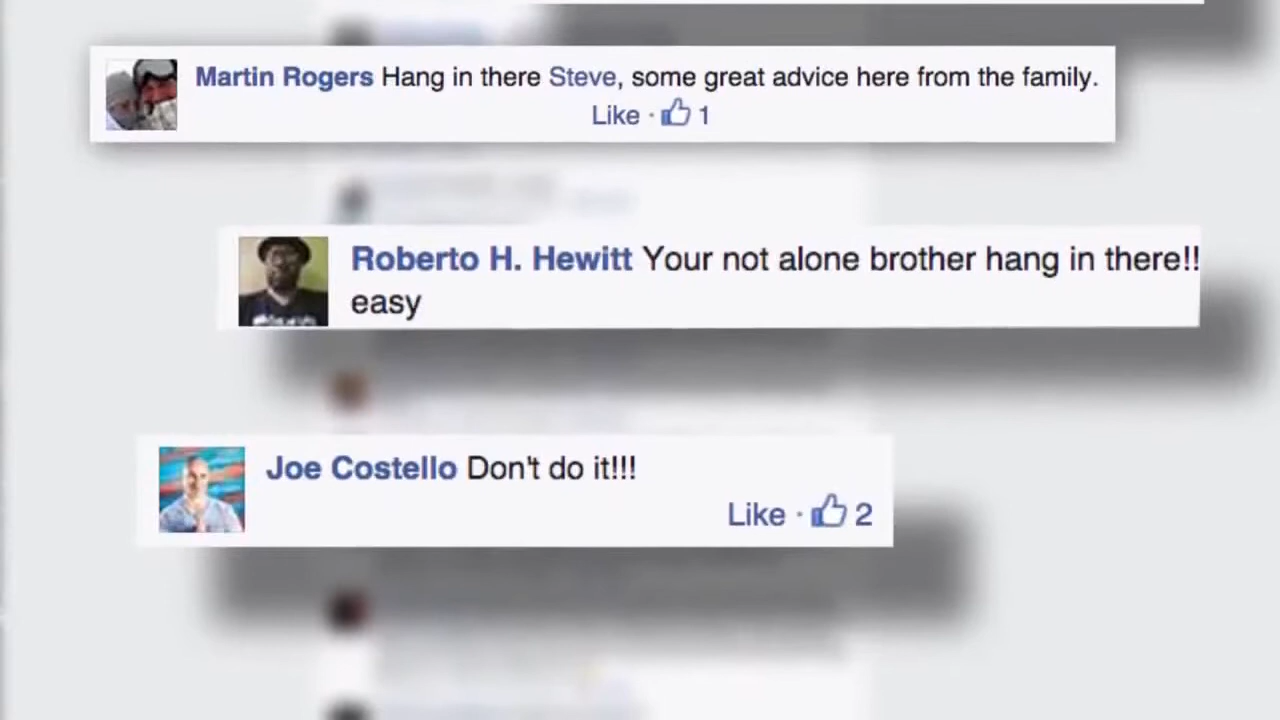 Martin Rogers Hang in there Steve, some great advice here from the family.
Like · 1
Roberto H. Hewitt Your not alone brother hang in there!!
easy
Joe Costello Don't do it!!!
Like · 2